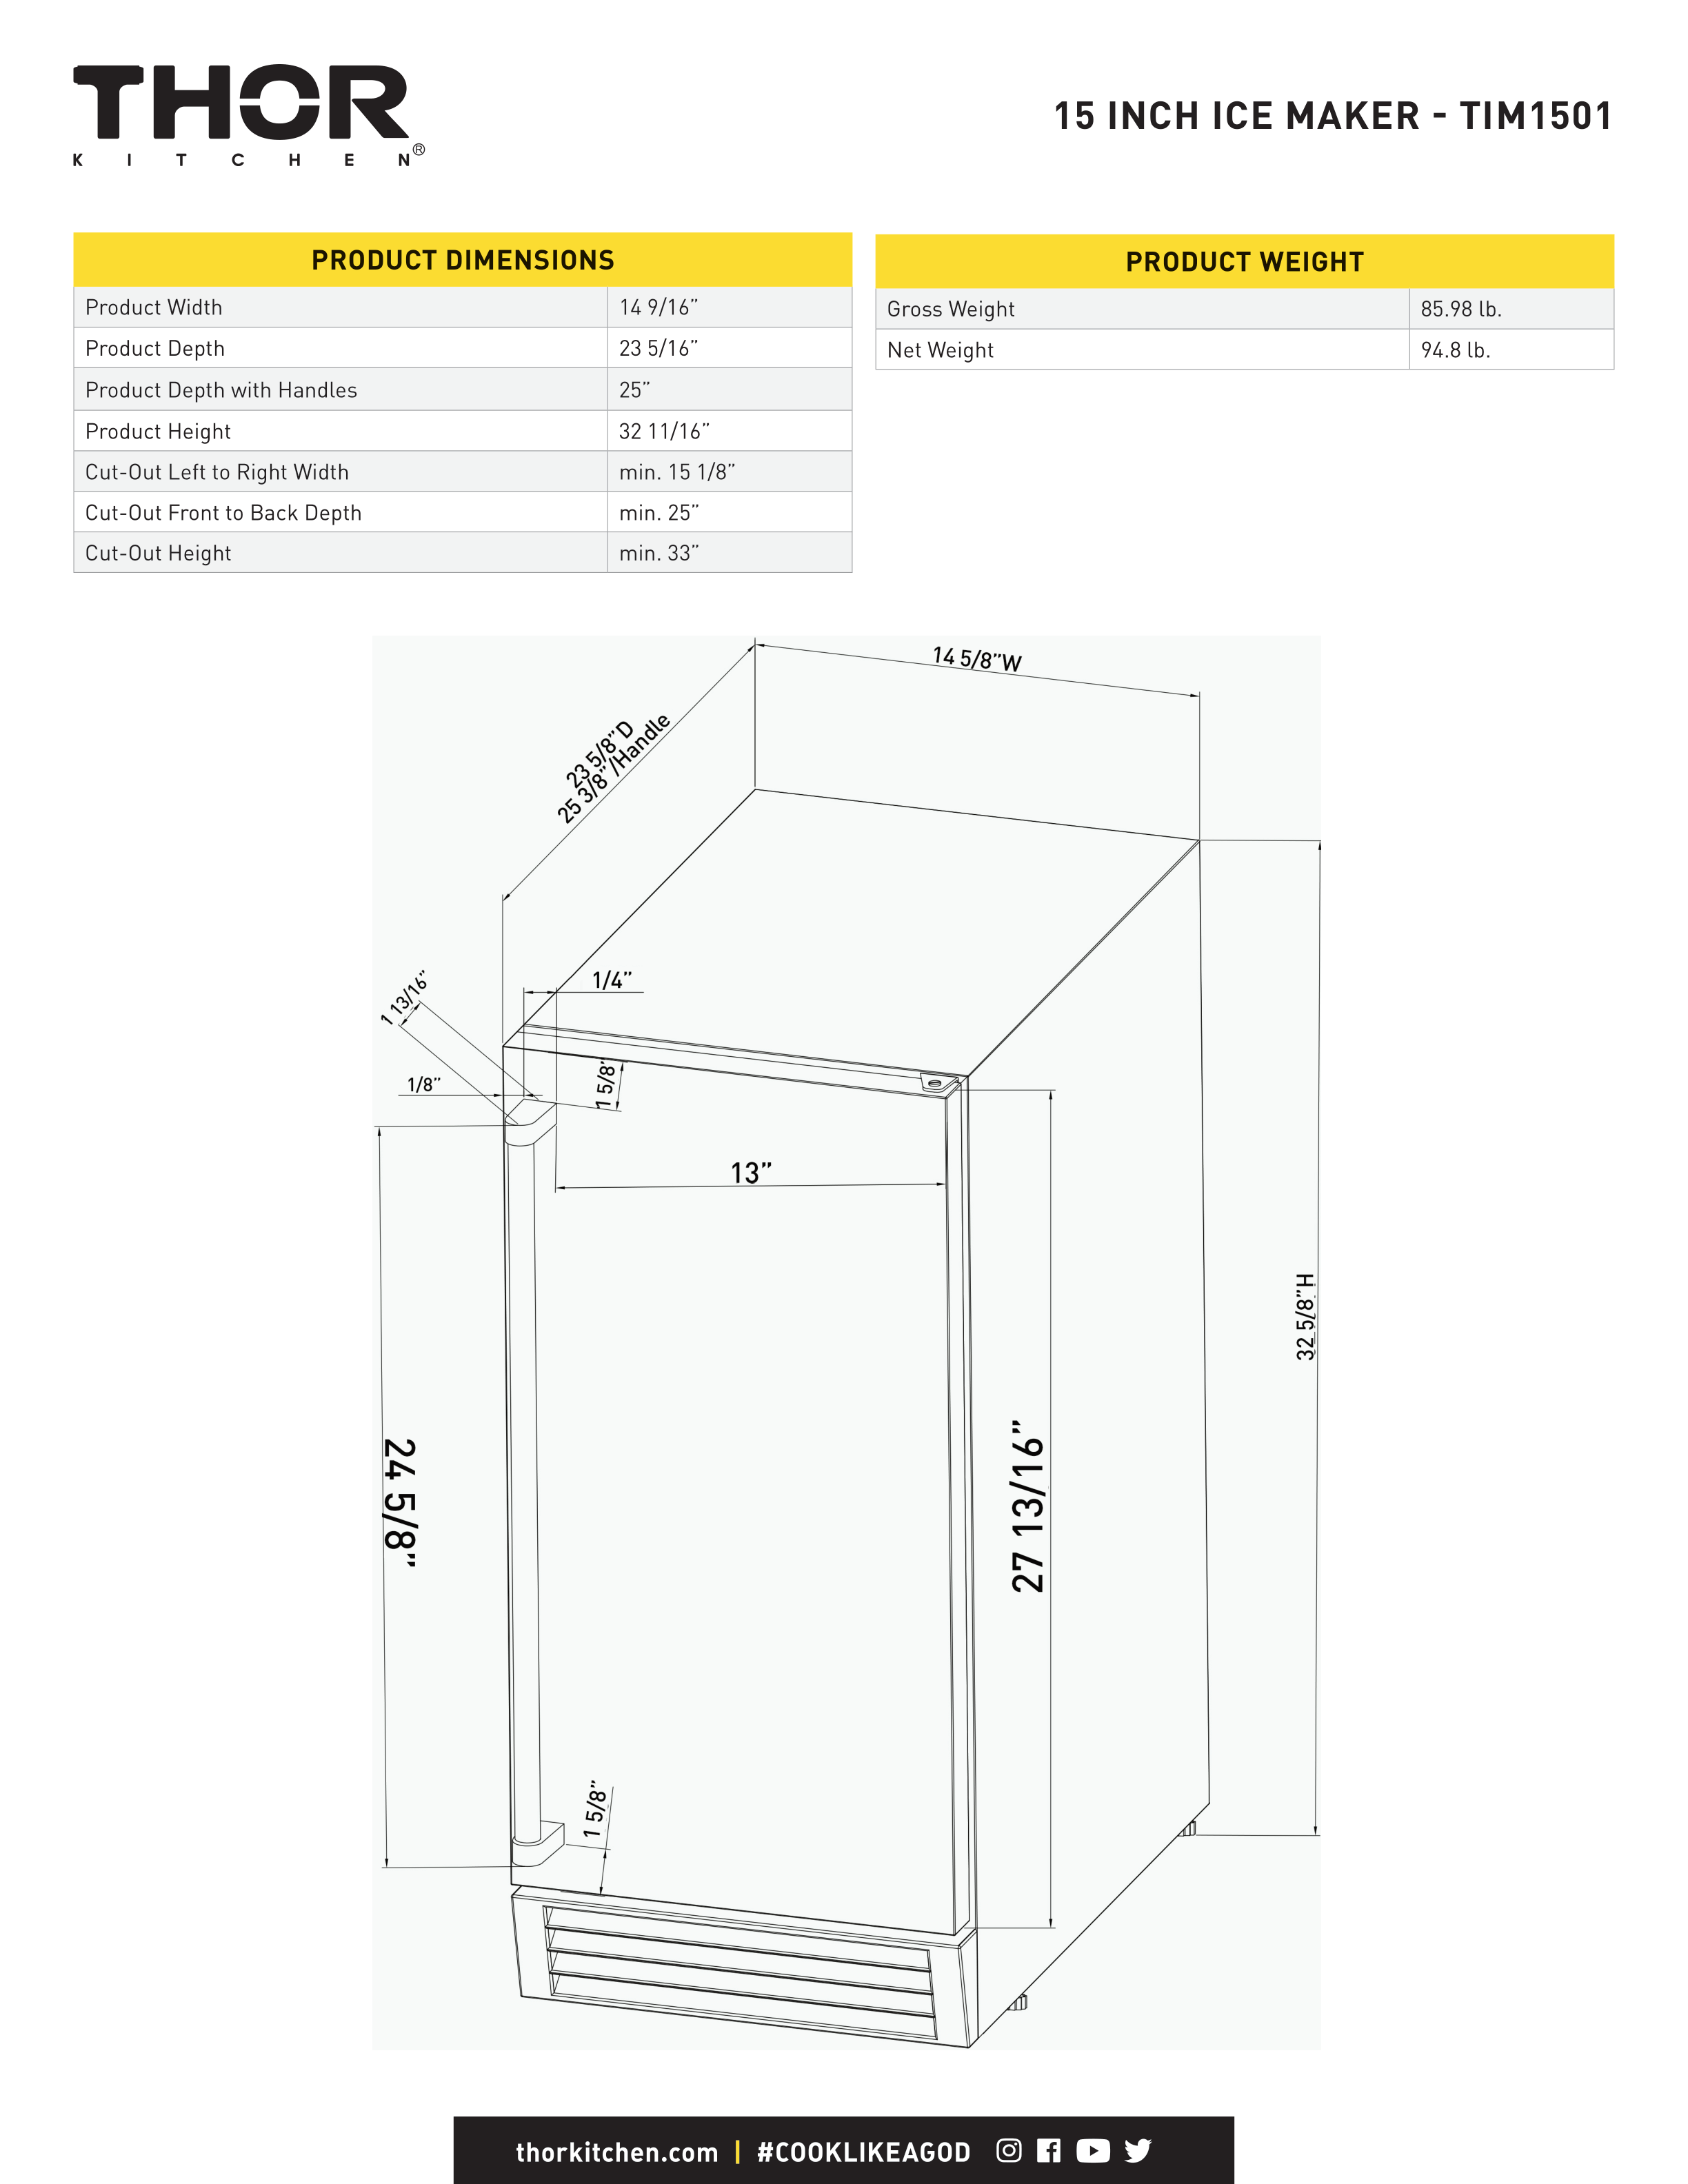 THOR
KITCHEN®
15 INCH ICE MAKER - TIM1501
PRODUCT DIMENSIONS
Product Width 14 9/16”
Product Depth 23 5/16”
Product Depth with Handles 25”
Product Height 32 11/16”
Cut-Out Left to Right Width min. 15 1/8”
Cut-Out Front to Back Depth min. 25”
Cut-Out Height min. 33”
PRODUCT WEIGHT
Gross Weight 85.98 lb.
Net Weight 94.8 lb.
14 5/8”W
23 5/8”D
25 3/8”/Handle
1/4”
1 13/16”
1/8”
1 5/8”
13”
32 5/8”H
24 5/8”
27 13/16”
1 5/8”
thorkitchen.com | #COOKLIKEAGOD